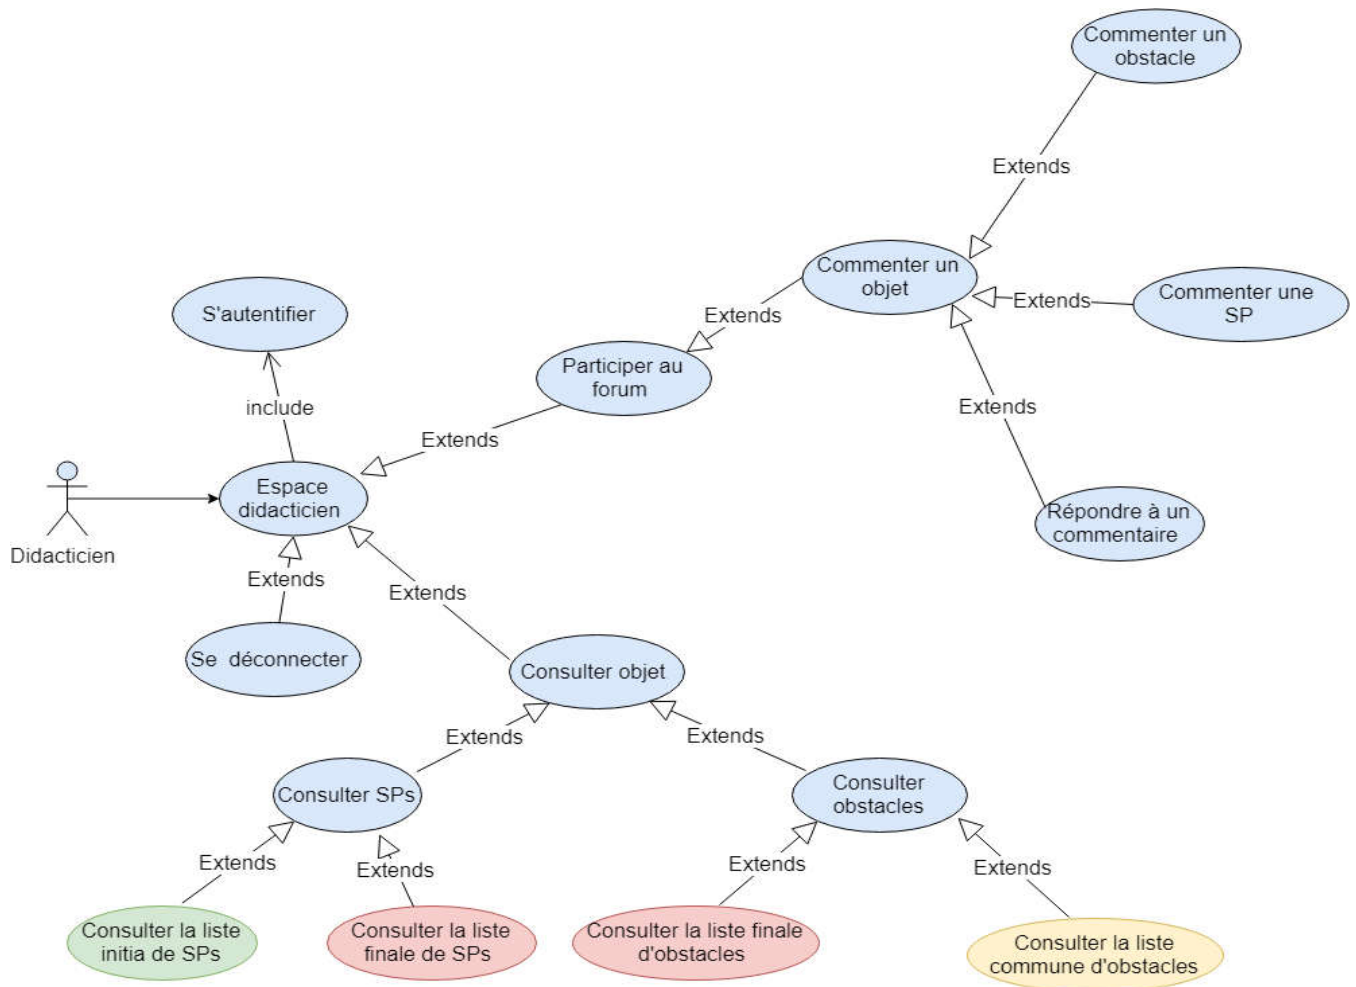 Commenter un
obstacle
Extends
Commenter un
objet
Extends
Commenter une
SP
S'autentifier
Extends
Participer au
forum
include
Extends
Extends
Espace
didacticien
Répondre à un
commentaire
Didacticien
Extends
Extends
Se déconnecter
Consulter objet
Extends
Extends
Consulter SPs
Consulter
obstacles
Extends
Extends
Extends
Extends
Consulter la liste
initia de SPs
Consulter la liste
finale de SPs
Consulter la liste finale
d'obstacles
Consulter la liste
commune d'obstacles